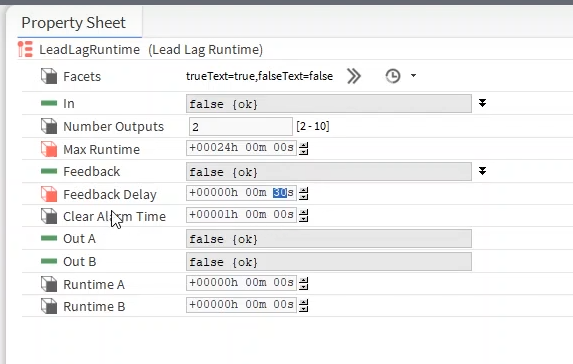 Property Sheet
LeadLagRuntime (Lead Lag Runtime)
Facets trueText=true,falseText=false
In false {ok}
Number Outputs 2 [2 - 10]
Max Runtime +00024h 00m 00s
Feedback false {ok}
Feedback Delay +00000h 00m 30s
Clear Alarm Time +00001h 00m 00s
Out A false {ok}
Out B false {ok}
Runtime A +00000h 00m 00s
Runtime B +00000h 00m 00s